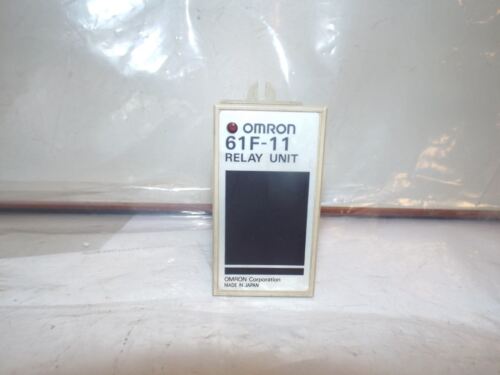 OMRON
61F-11
RELAY UNIT
OMRON Corporation
MADE IN JAPAN